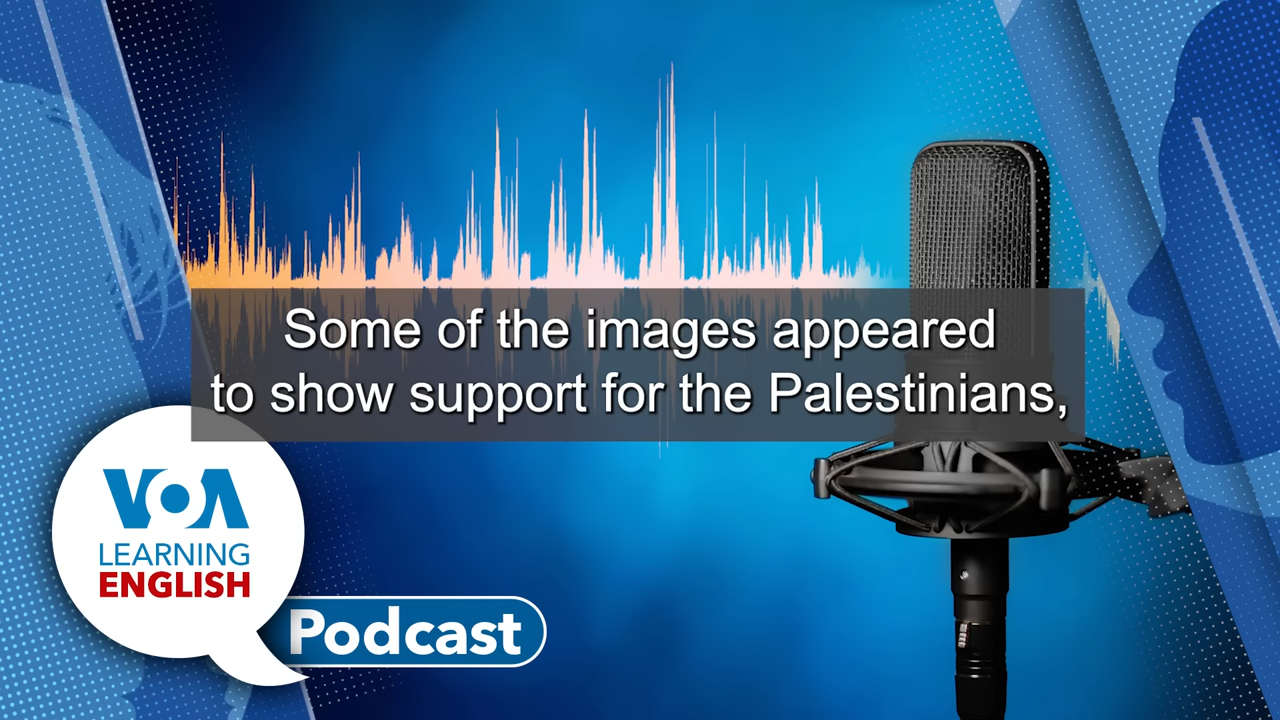 Some of the images appeared
to show support for the Palestinians,
VOA
LEARNING
ENGLISH
Podcast